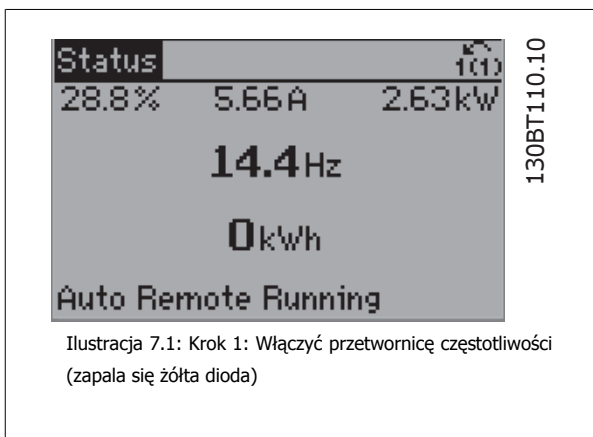 Status 1(1)
28.8% 5.66A 2.63kW
14.4Hz
0kWh
Auto Remote Running
130BT110.10
Ilustracja 7.1: Krok 1: Włączyć przetwornicę częstotliwości
(zapala się żółta dioda)